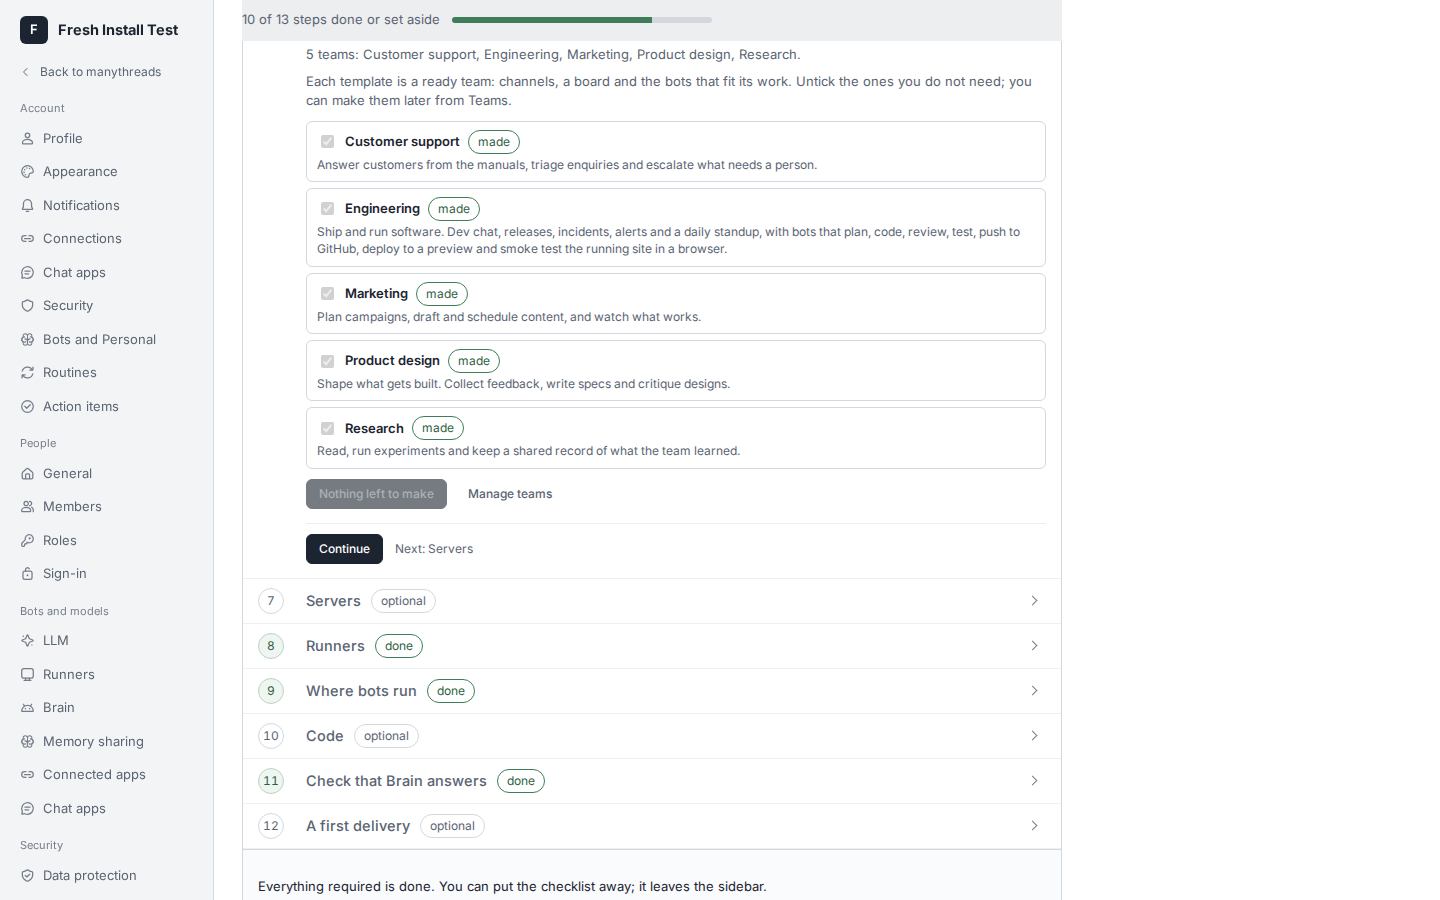 F Fresh Install Test
Back to manythreads
Account
Profile
Appearance
Notifications
Connections
Chat apps
Security
Bots and Personal
Routines
Action items
People
General
Members
Roles
Sign-in
Bots and models
LLM
Runners
Brain
Memory sharing
Connected apps
Chat apps
Security
Data protection
10 of 13 steps done or set aside
5 teams: Customer support, Engineering, Marketing, Product design, Research.
Each template is a ready team: channels, a board and the bots that fit its work. Untick the ones you do not need; you
can make them later from Teams.
Customer support made
Answer customers from the manuals, triage enquiries and escalate what needs a person.
Engineering made
Ship and run software. Dev chat, releases, incidents, alerts and a daily standup, with bots that plan, code, review, test, push to
GitHub, deploy to a preview and smoke test the running site in a browser.
Marketing made
Plan campaigns, draft and schedule content, and watch what works.
Product design made
Shape what gets built. Collect feedback, write specs and critique designs.
Research made
Read, run experiments and keep a shared record of what the team learned.
Nothing left to make Manage teams
Continue Next: Servers
7 Servers optional
8 Runners done
9 Where bots run done
10 Code optional
11 Check that Brain answers done
12 A first delivery optional
Everything required is done. You can put the checklist away; it leaves the sidebar.